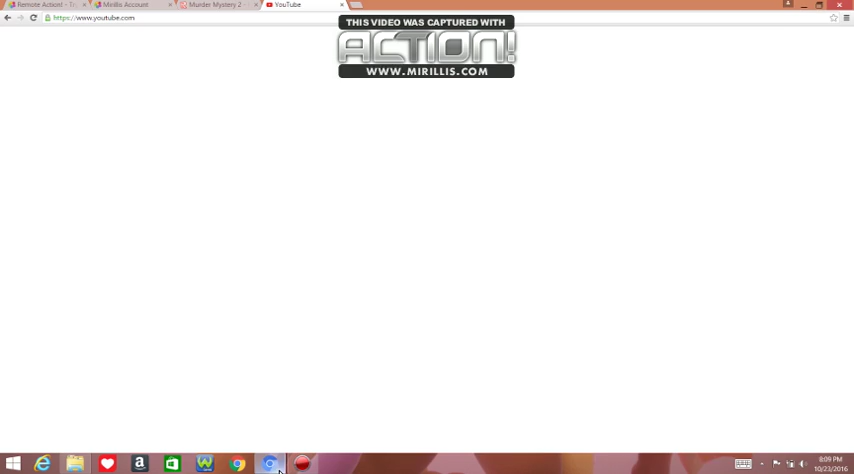 Remote Action! - Tr
Mirillis Account
Murder Mystery 2 -
YouTube
https://www.youtube.com
THIS VIDEO WAS CAPTURED WITH
ACTION!
WWW.MIRILLIS.COM
8:09 PM
10/23/2016